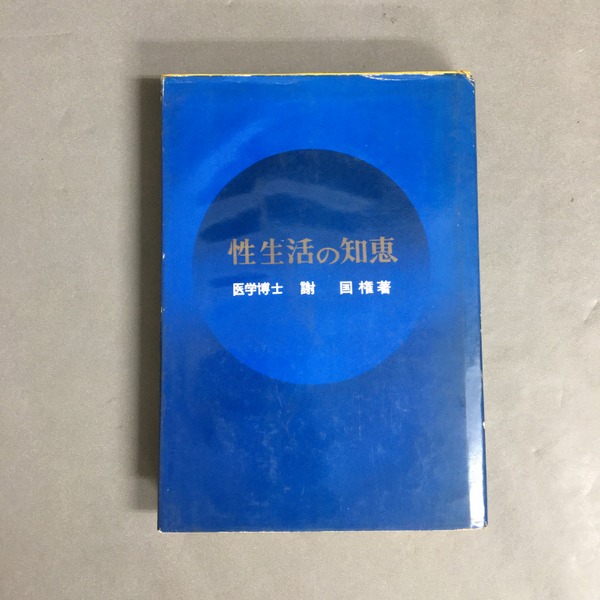 性生活の知恵
医学博士 謝 国権著